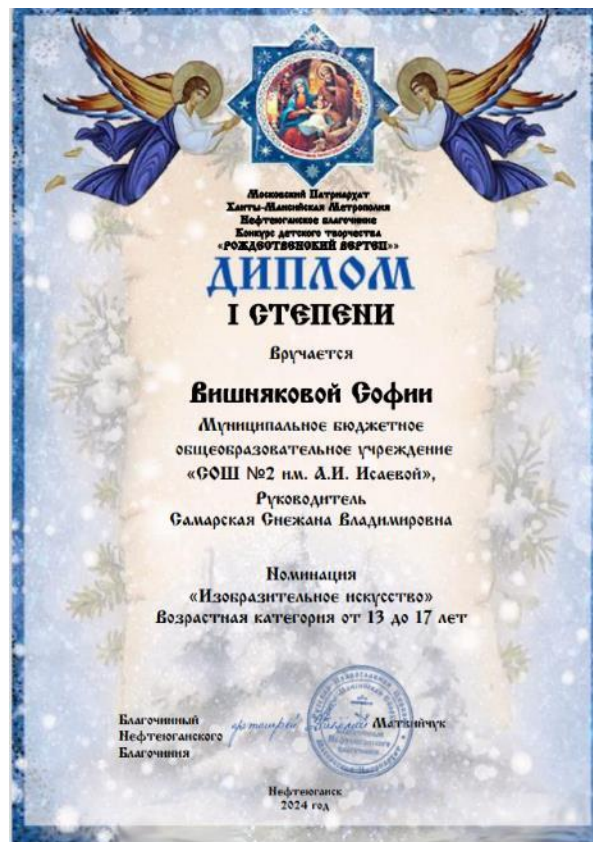 Московский Патриархат
Ханты-Мансийская Митрополия
Нефтеюганское благочиние
Конкурс детского творчества
«РОЖДЕСТВЕНСКИЙ ВЕРТЕП»»
ДИПЛОМ
I СТЕПЕНИ
Вручается
Вишняковой Софии
Муниципальное бюджетное
общеобразовательное учреждение
«СОШ №2 им. А.И. Исаевой»,
Руководитель
Самарская Снежана Владимировна
Номинация
«Изобразительное искусство»
Возрастная категория от 13 до 17 лет
Благочинный
Нефтеюганского
Благочиния
протоиерей Николай Матвийчук
Нефтеюганск
2024 год